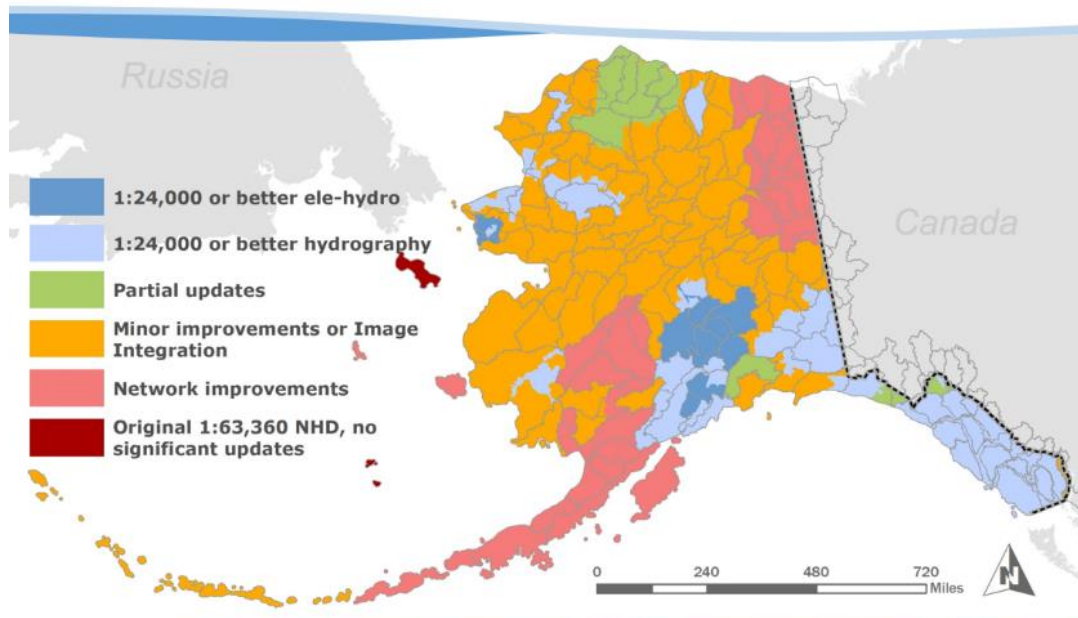 Russia
Canada
1:24,000 or better ele-hydro
1:24,000 or better hydrography
Partial updates
Minor improvements or Image
Integration
Network improvements
Original 1:63,360 NHD, no
significant updates
0 240 480 720
Miles
N